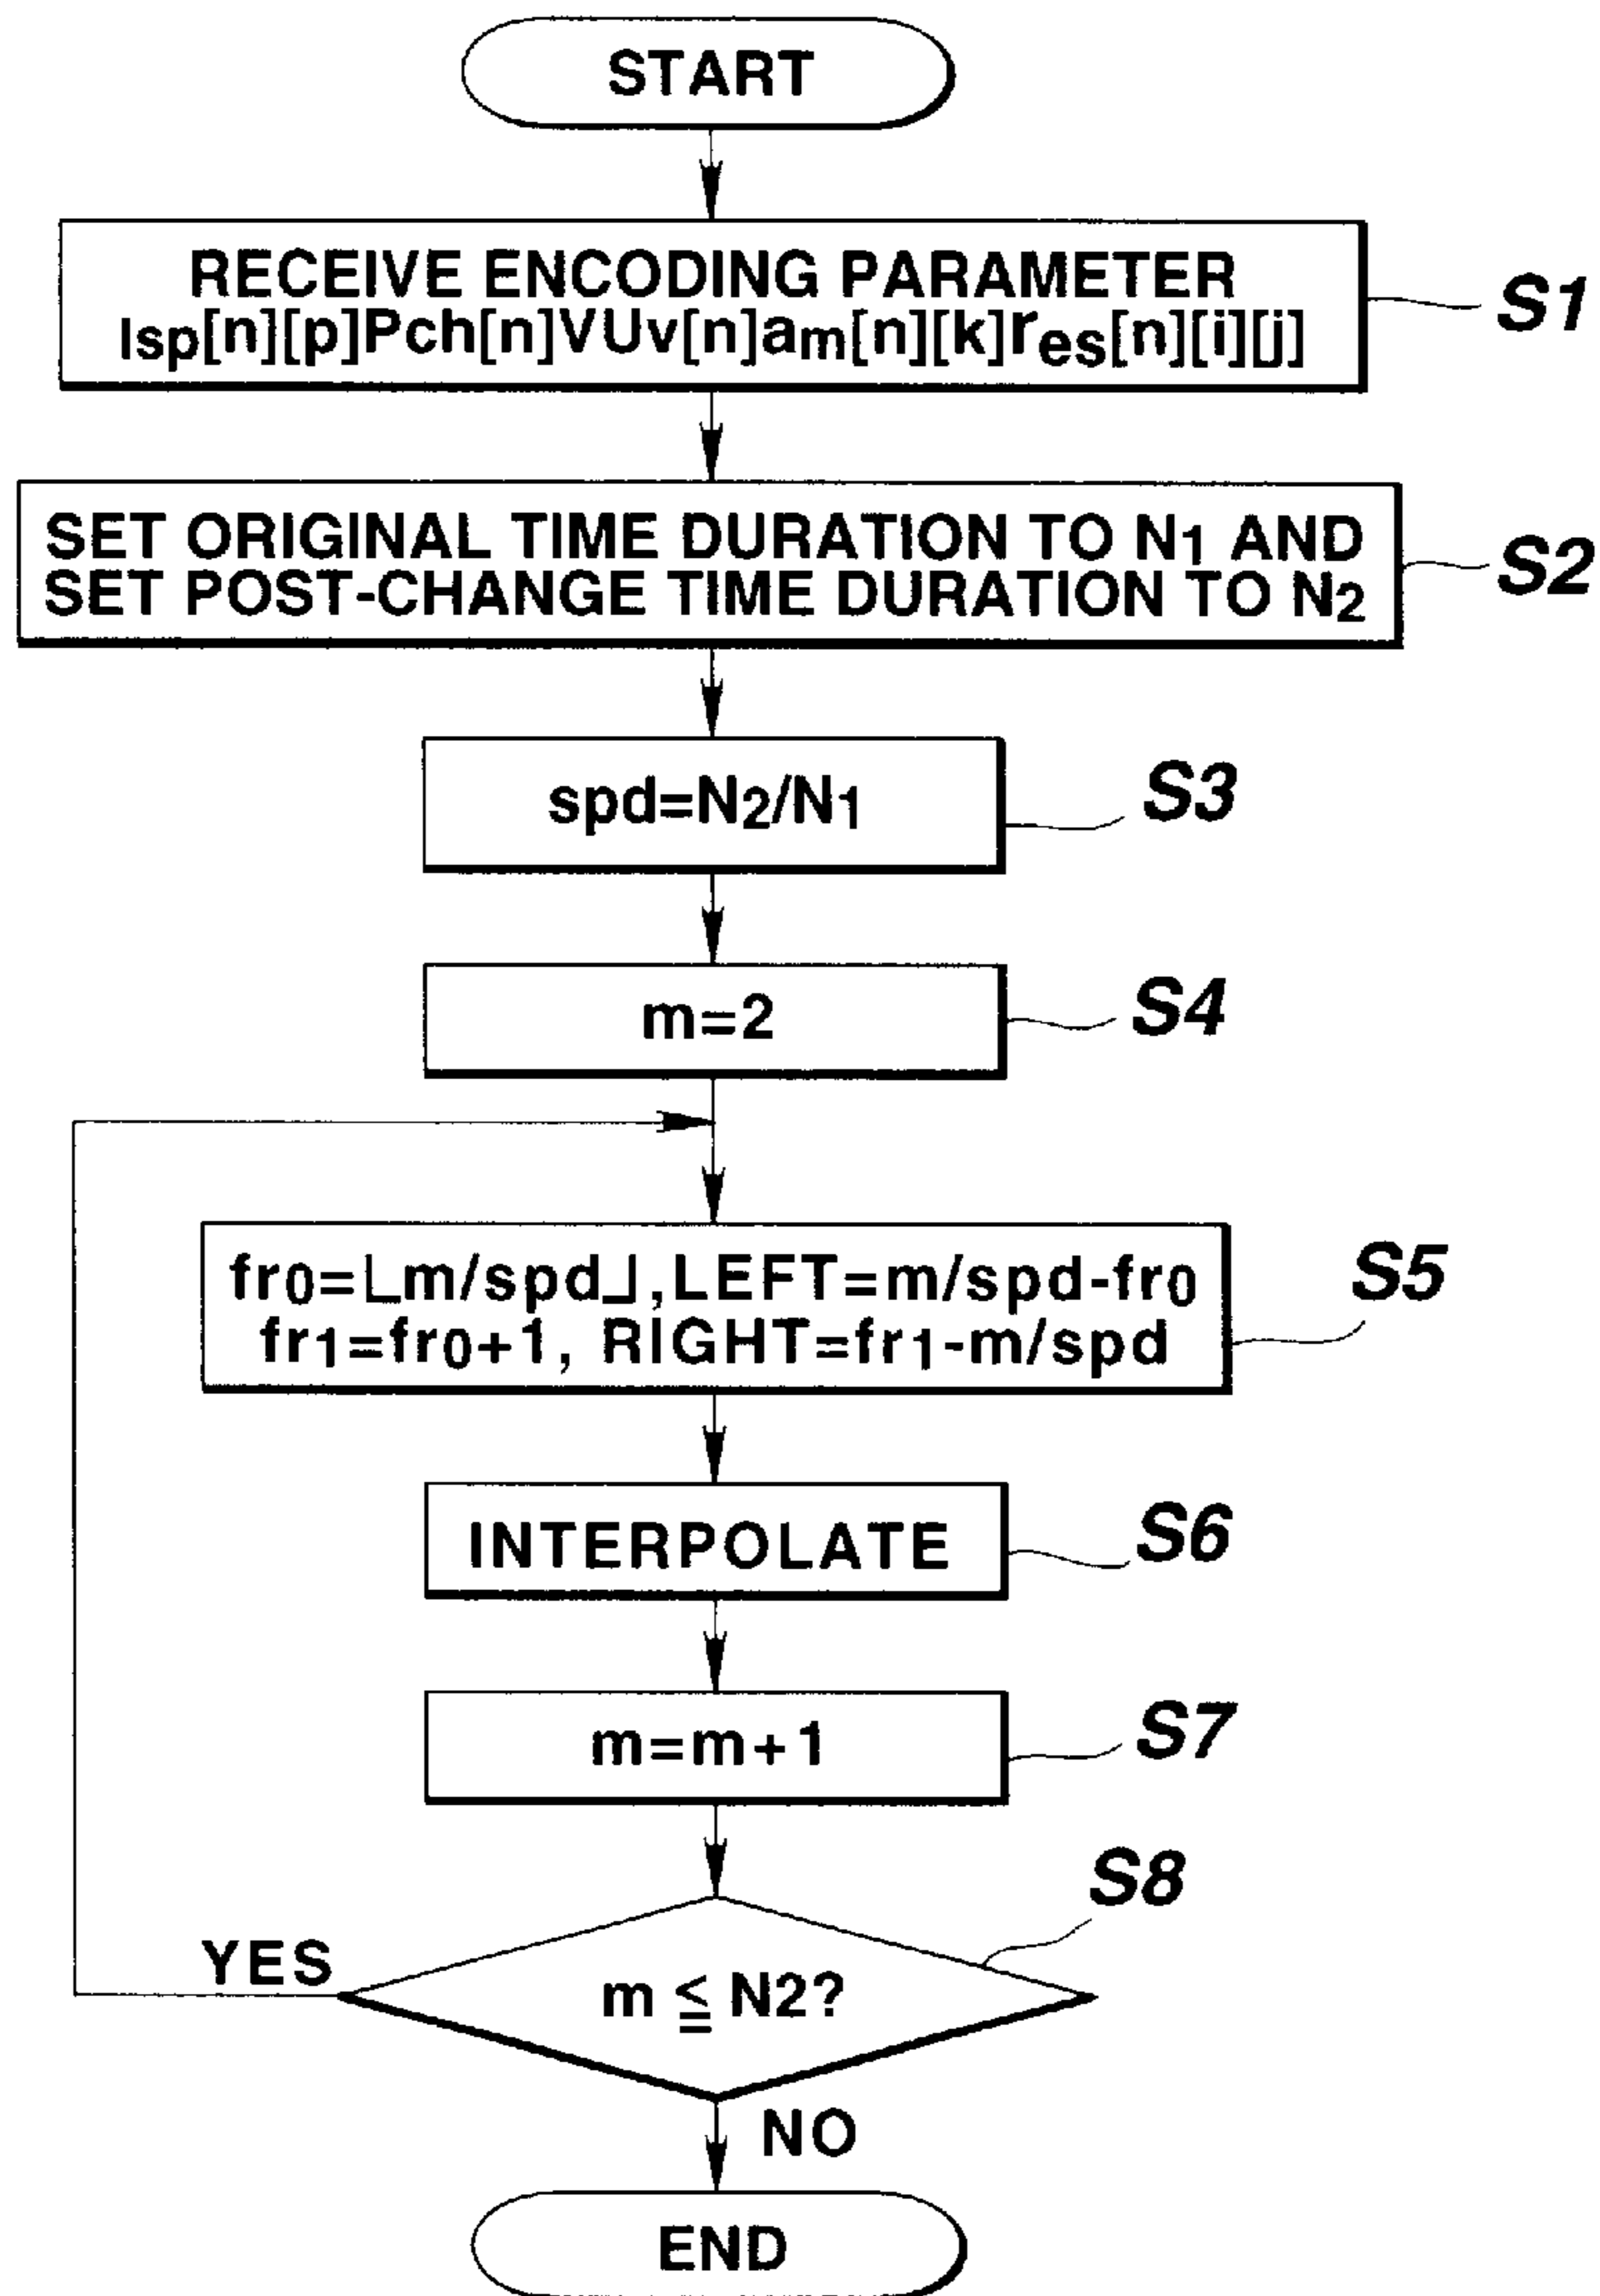 START
RECEIVE ENCODING PARAMETER
lsp[n][p]Pch[n]VUv[n]am[n][k]res[n][i][j]
S1
SET ORIGINAL TIME DURATION TO N1 AND
SET POST-CHANGE TIME DURATION TO N2
S2
spd=N2/N1
S3
m=2
S4
fr0=⌊m/spd⌋,LEFT=m/spd-fr0
fr1=fr0+1, RIGHT=fr1-m/spd
S5
INTERPOLATE
S6
m=m+1
S7
S8
YES
m ≦ N2?
NO
END